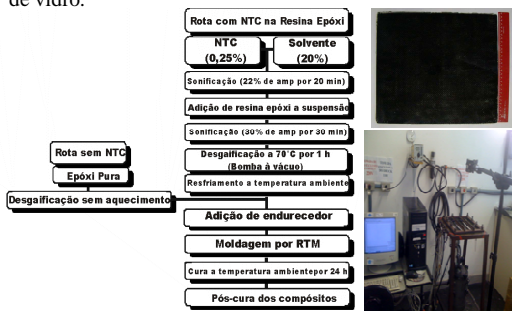 de vidro.
Rota com NTC na Resina Epóxi
NTC
(0,25%)
Solvente
(20%)
Sonificação (22% de amp por 20 min)
Adição de resina epóxi a suspensão
Sonificação (30% de amp por 30 min)
Rota sem NTC
Epóxi Pura
Desgaificação sem aquecimento
Desgaificação a 70°C por 1 h
(Bomba à vácuo)
Resfriamento a temperatura ambiente
Adição de endurecedor
Moldagem por RTM
Cura a temperatura ambientepor 24 h
Pós-cura dos compósitos